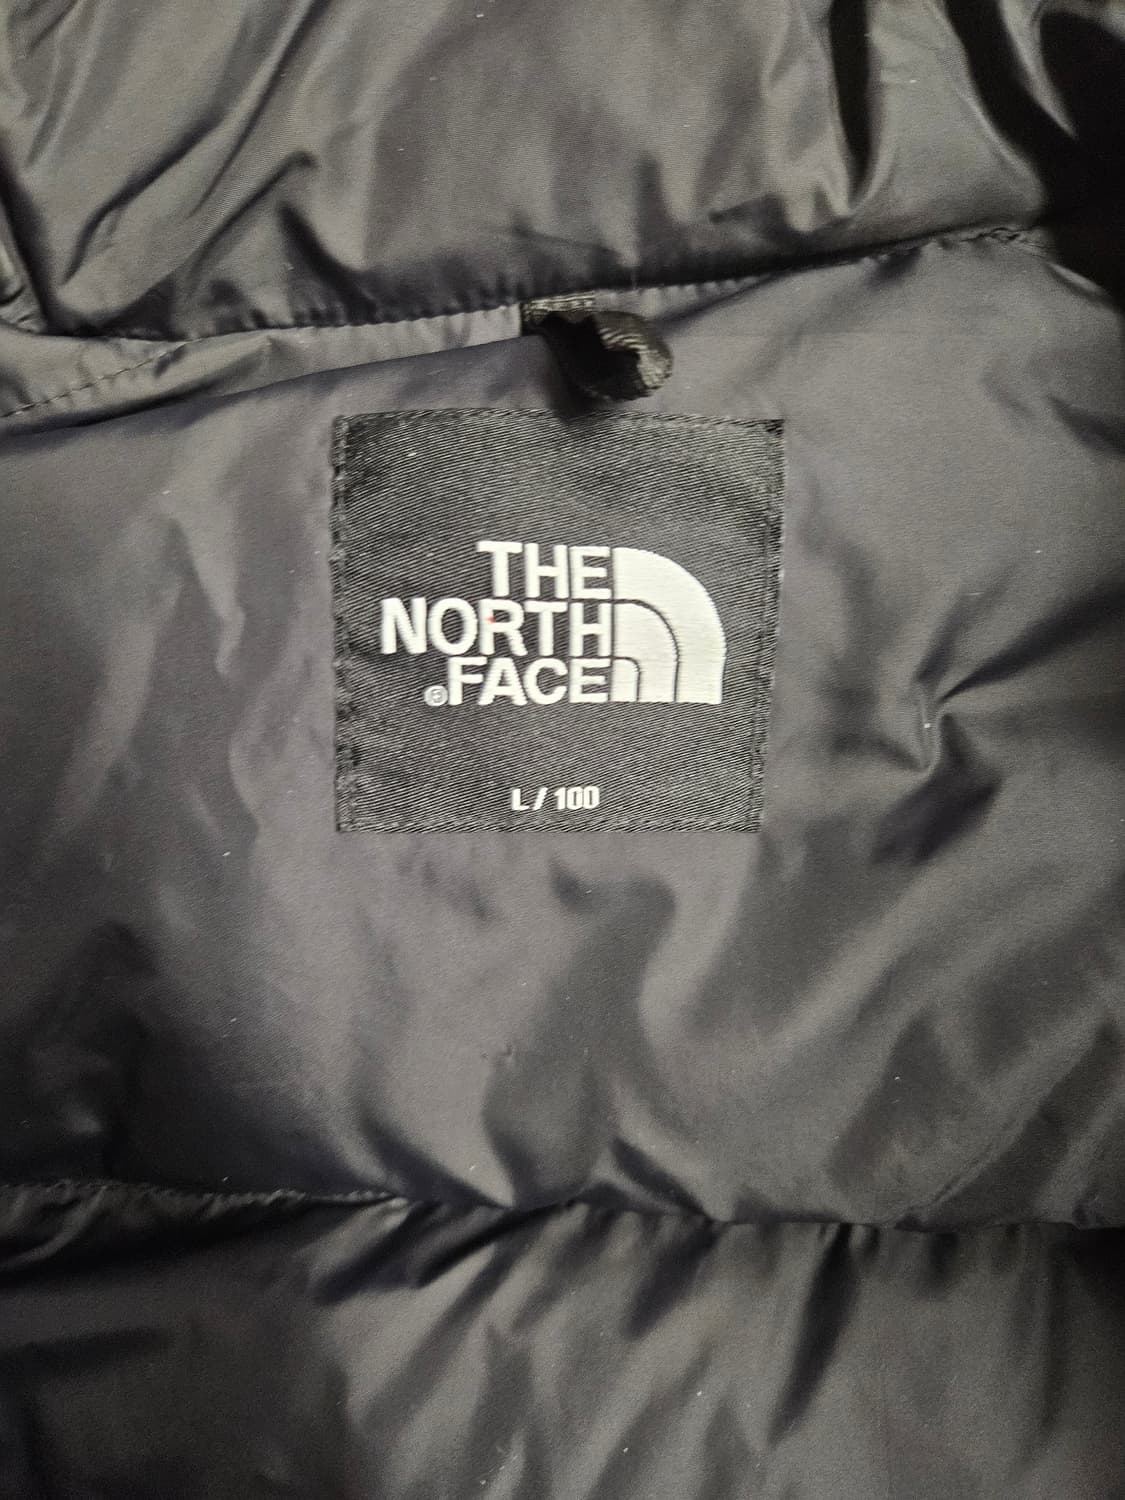 THE
NORTH
®FACE
L / 100